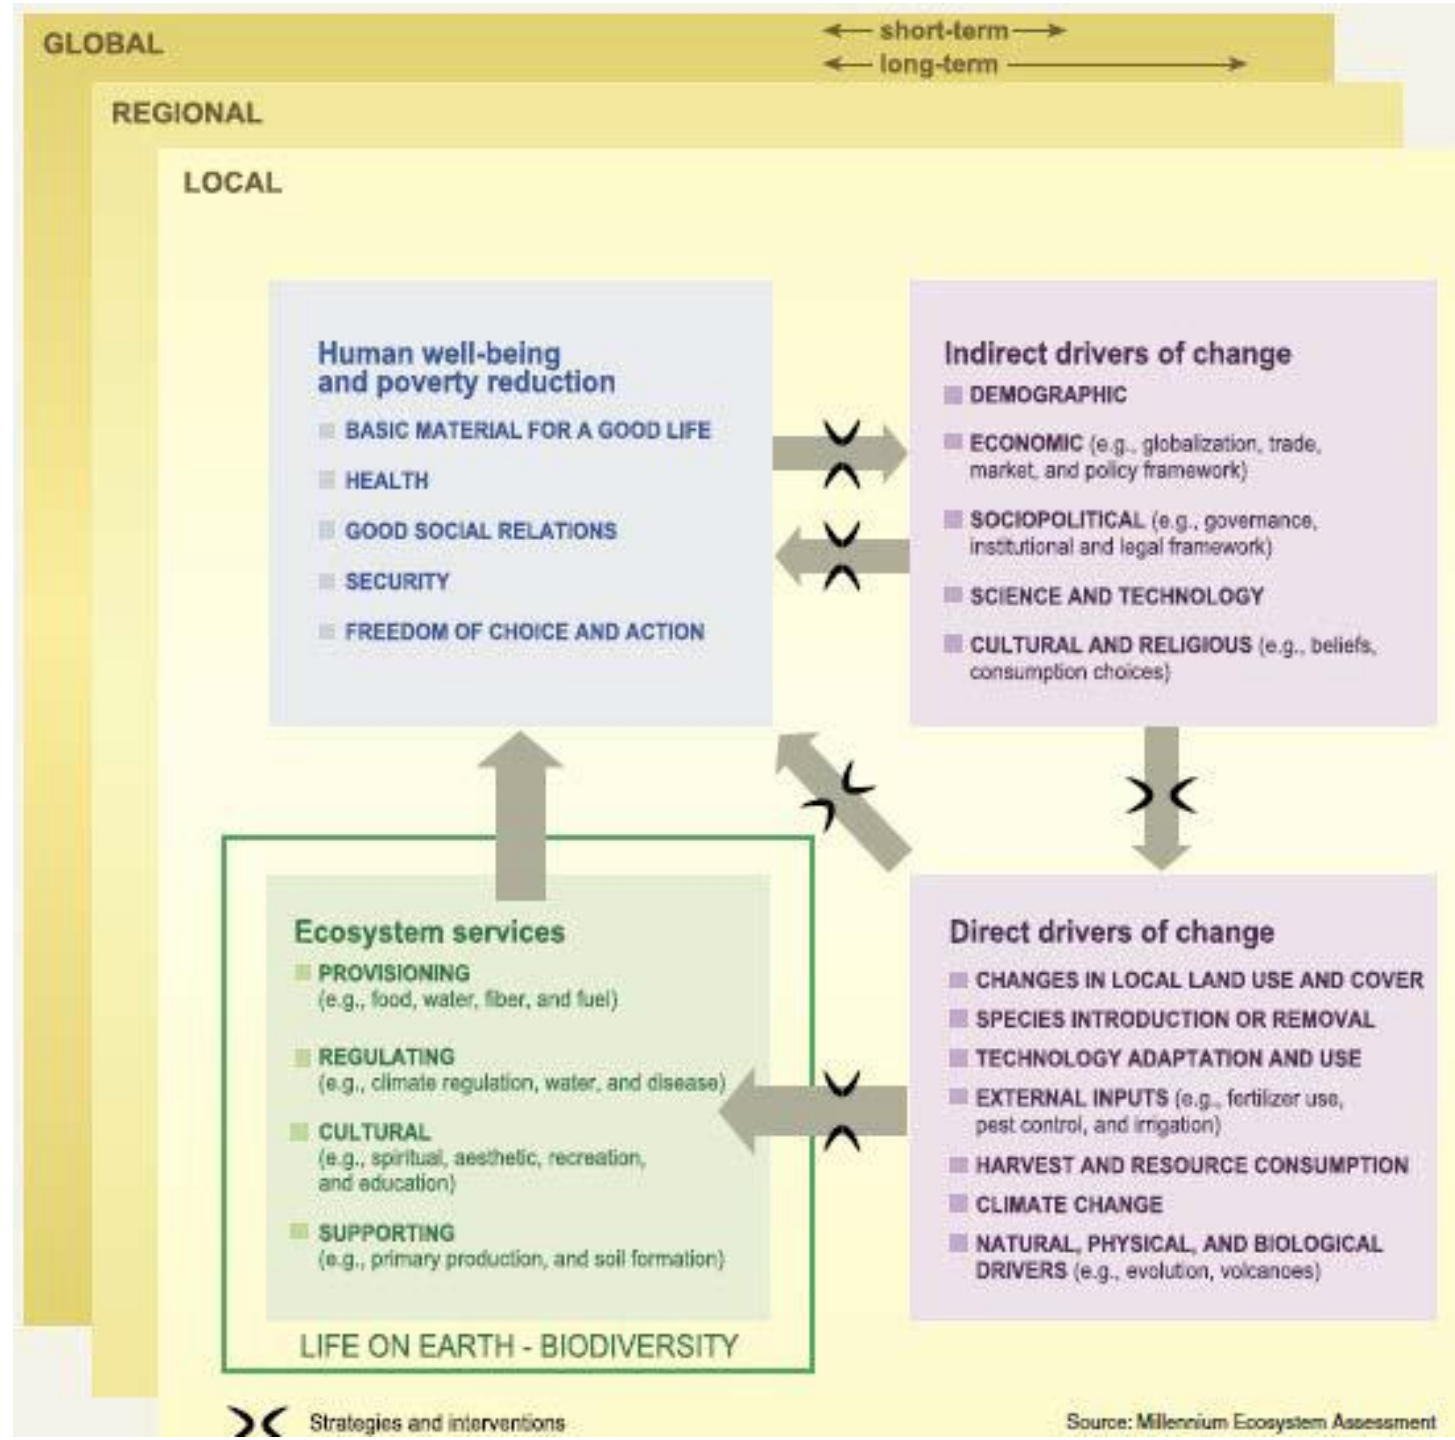 GLOBAL
short-term
long-term
REGIONAL
LOCAL
Human well-being
and poverty reduction
BASIC MATERIAL FOR A GOOD LIFE
HEALTH
GOOD SOCIAL RELATIONS
SECURITY
FREEDOM OF CHOICE AND ACTION
Indirect drivers of change
DEMOGRAPHIC
ECONOMIC (e.g., globalization, trade,
market, and policy framework)
SOCIOPOLITICAL (e.g., governance,
institutional and legal framework)
SCIENCE AND TECHNOLOGY
CULTURAL AND RELIGIOUS (e.g., beliefs,
consumption choices)
Ecosystem services
PROVISIONING
(e.g., food, water, fiber, and fuel)
REGULATING
(e.g., climate regulation, water, and disease)
CULTURAL
(e.g., spiritual, aesthetic, recreation,
and education)
SUPPORTING
(e.g., primary production, and soil formation)
LIFE ON EARTH - BIODIVERSITY
Direct drivers of change
CHANGES IN LOCAL LAND USE AND COVER
SPECIES INTRODUCTION OR REMOVAL
TECHNOLOGY ADAPTATION AND USE
EXTERNAL INPUTS (e.g., fertilizer use,
pest control, and irrigation)
HARVEST AND RESOURCE CONSUMPTION
CLIMATE CHANGE
NATURAL, PHYSICAL, AND BIOLOGICAL
DRIVERS (e.g., evolution, volcanoes)
Strategies and interventions
Source: Millennium Ecosystem Assessment